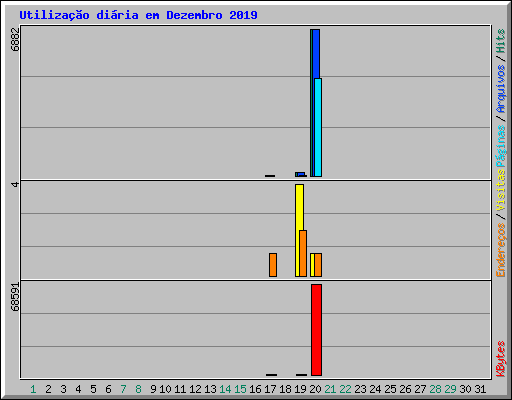 Utilização diária em Dezembro 2019
6882
4
68591
1 2 3 4 5 6 7 8 9 10 11 12 13 14 15 16 17 18 19 20 21 22 23 24 25 26 27 28 29 30 31
Endereços / Visitas Páginas / Arquivos / Hits
KBytes